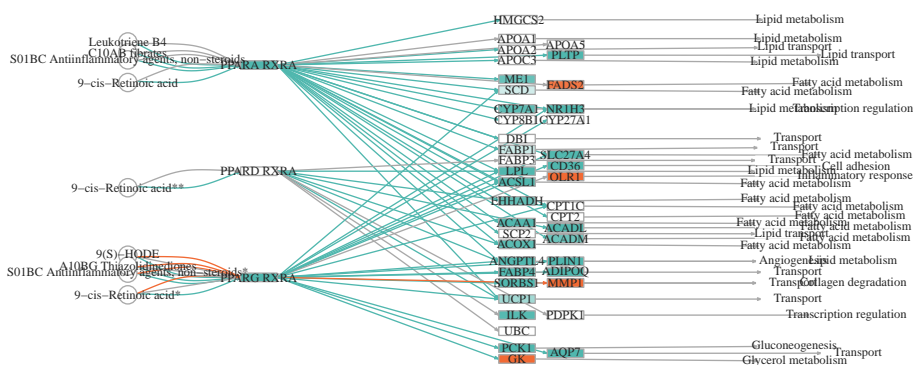 Leukotriene B4
C10AB fibrates
S01BC Antiinflammatory agents, non−steroids
9−cis−Retinoic acid
PPARA RXRA
9−cis−Retinoic acid**
PPARD RXRA
9(S)−HODE
A10BG Thiazolidinediones
S01BC Antiinflammatory agents, non−steroids*
9−cis−Retinoic acid*
PPARG RXRA
HMGCS2
Lipid metabolism
APOA1
Lipid metabolism
APOA2
APOA5
Lipid transport
PLTP
Lipid transport
APOC3
Lipid metabolism
ME1
FADS2
Fatty acid metabolism
SCD
Fatty acid metabolism
CYP7A1
NR1H3
Lipid metabolism
Transcription regulation
CYP8B1
CYP27A1
DBI
Transport
FABP1
Transport
SLC27A4
Fatty acid metabolism
FABP3
Transport
CD36
Cell adhesion
LPL
Lipid metabolism
OLR1
Inflammatory response
ACSL1
Fatty acid metabolism
EHHADH
Fatty acid metabolism
CPT1C
Fatty acid metabolism
CPT2
Fatty acid metabolism
ACAA1
Fatty acid metabolism
ACADL
Fatty acid metabolism
SCP2
Lipid transport
ACADM
Fatty acid metabolism
ACOX1
Fatty acid metabolism
ANGPTL4
PLIN1
Angiogenesis
Lipid metabolism
FABP4
ADIPOQ
Transport
SORBS1
MMP1
Transport
Collagen degradation
UCP1
Transport
ILK
PDPK1
Transcription regulation
UBC
PCK1
Gluconeogenesis
AQP7
Transport
GK
Glycerol metabolism